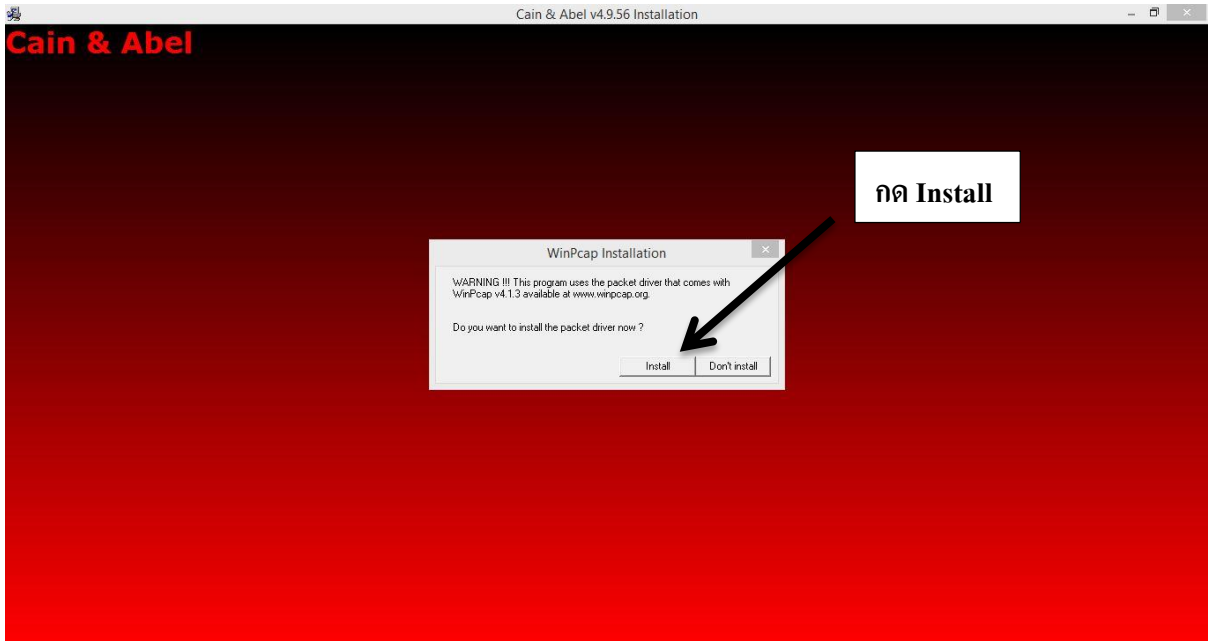 Cain & Abel v4.9.56 Installation
Cain & Abel
กด Install
WinPcap Installation
WARNING !!! This program uses the packet driver that comes with
WinPcap v4.1.3 available at www.winpcap.org.
Do you want to install the packet driver now ?
Install
Don't install